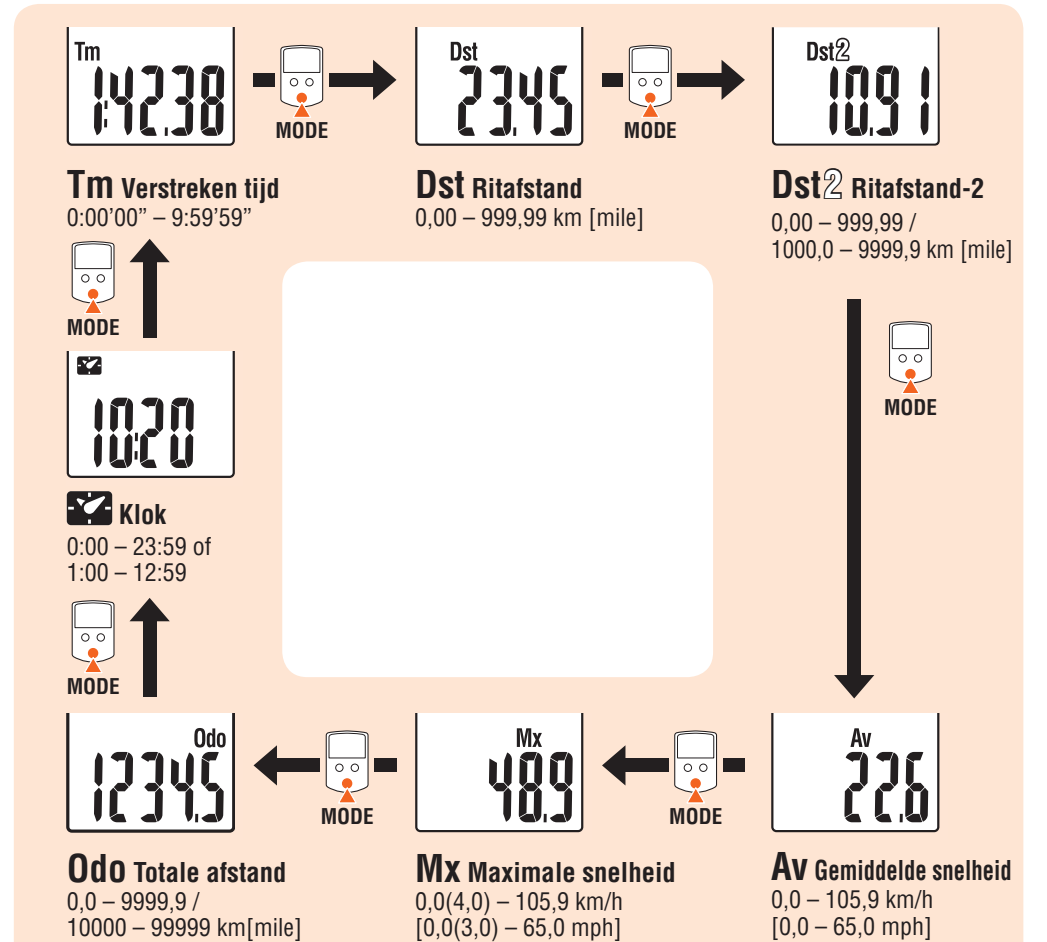 Tm
1:42.38
MODE
Dst
23.45
MODE
Dst2
10.91
Tm Verstreken tijd
0:00’00” – 9:59’59”
Dst Ritafstand
0,00 – 999,99 km [mile]
Dst2 Ritafstand-2
0,00 – 999,99 /
1000,0 – 9999,9 km [mile]
MODE
MODE
10:20
Klok
0:00 – 23:59 of
1:00 – 12:59
MODE
Odo
1234.5
MODE
Mx
48.9
MODE
Av
22.6
Odo Totale afstand
0,0 – 9999,9 /
10000 – 99999 km[mile]
Mx Maximale snelheid
0,0(4,0) – 105,9 km/h
[0,0(3,0) – 65,0 mph]
Av Gemiddelde snelheid
0,0 – 105,9 km/h
[0,0 – 65,0 mph]